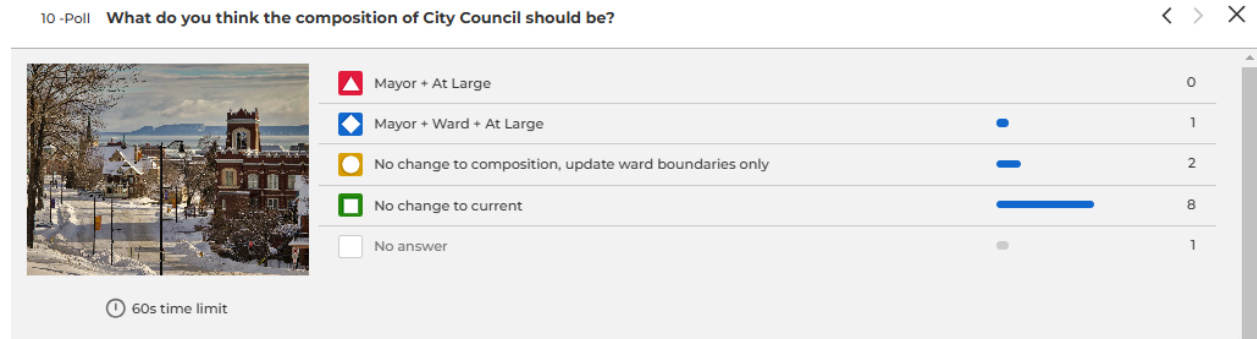 10 -Poll What do you think the composition of City Council should be?
Mayor + At Large 0
Mayor + Ward + At Large 1
No change to composition, update ward boundaries only 2
No change to current 8
No answer 1
60s time limit